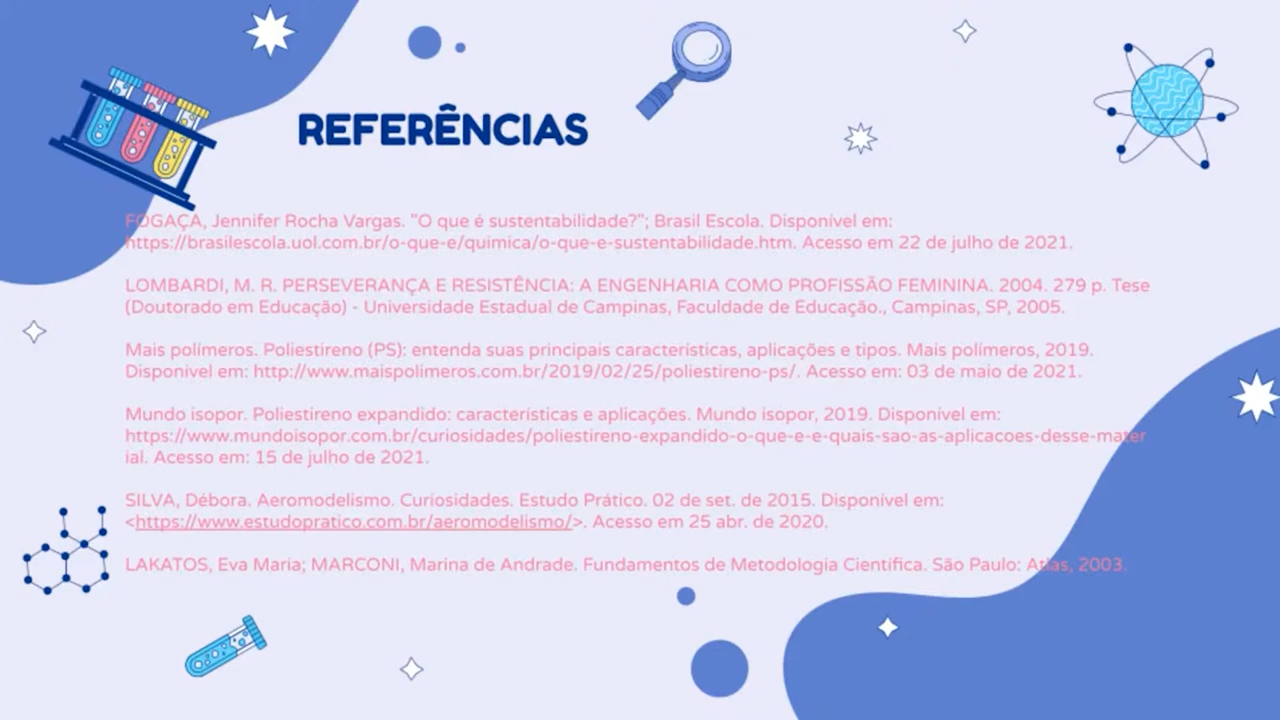 REFERÊNCIAS
FOGAÇA, Jennifer Rocha Vargas. "O que é sustentabilidade?"; Brasil Escola. Disponível em:
https://brasilescola.uol.com.br/o-que-e/quimica/o-que-e-sustentabilidade.htm. Acesso em 22 de julho de 2021.
LOMBARDI, M. R. PERSEVERANÇA E RESISTÊNCIA: A ENGENHARIA COMO PROFISSÃO FEMININA. 2004. 279 p. Tese
(Doutorado em Educação) - Universidade Estadual de Campinas, Faculdade de Educação., Campinas, SP, 2005.
Mais polímeros. Poliestireno (PS): entenda suas principais características, aplicações e tipos. Mais polímeros, 2019.
Disponível em: http://www.maispolimeros.com.br/2019/02/25/poliestireno-ps/. Acesso em: 03 de maio de 2021.
Mundo isopor. Poliestireno expandido: características e aplicações. Mundo isopor, 2019. Disponível em:
https://www.mundoisopor.com.br/curiosidades/poliestireno-expandido-o-que-e-e-quais-sao-as-aplicacoes-desse-mater
ial. Acesso em: 15 de julho de 2021.
SILVA, Débora. Aeromodelismo. Curiosidades. Estudo Prático. 02 de set. de 2015. Disponível em:
<https://www.estudopratico.com.br/aeromodelismo/>. Acesso em 25 abr. de 2020.
LAKATOS, Eva Maria; MARCONI, Marina de Andrade. Fundamentos de Metodologia Científica. São Paulo: Atlas, 2003.